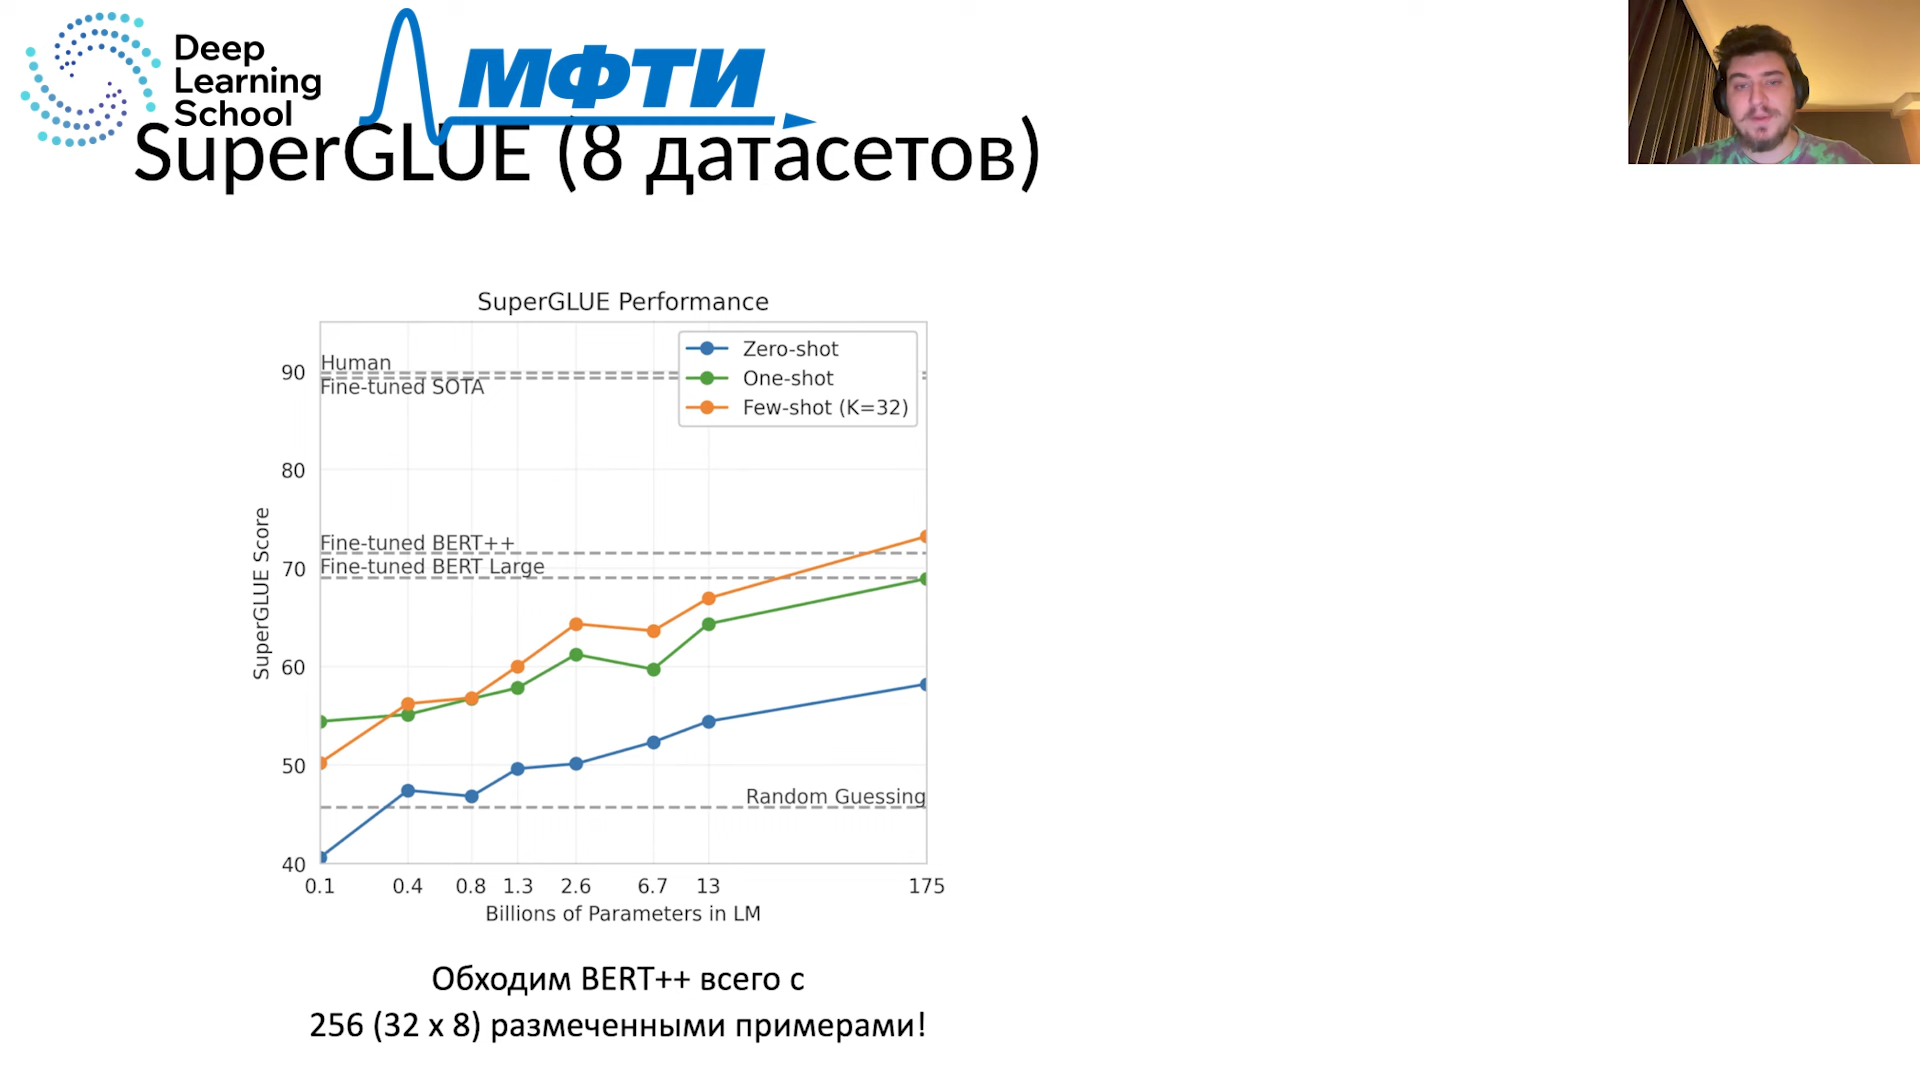 Deep
Learning
School
МФТИ
SuperGLUE (8 датасетов)
SuperGLUE Performance
Zero-shot
One-shot
Few-shot (K=32)
Human
Fine-tuned SOTA
Fine-tuned BERT++
Fine-tuned BERT Large
Random Guessing
SuperGLUE Score
90
80
70
60
50
40
0.1 0.4 0.8 1.3 2.6 6.7 13 175
Billions of Parameters in LM
Обходим BERT++ всего с
256 (32 x 8) размеченными примерами!